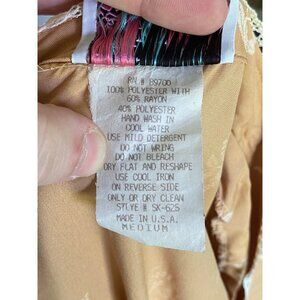 RN # 89700
100% POLYESTER WITH
60% RAYON
40% POLYESTER
HAND WASH IN
COOL WATER
USE MILD DETERGENT
DO NOT WRING
DO NOT BLEACH
DRY FLAT AND RESHAPE
USE COOL IRON
ON REVERSE SIDE
ONLY OR DRY CLEAN
STLYE # SK-625
MADE IN U.S.A.
MEDIUM